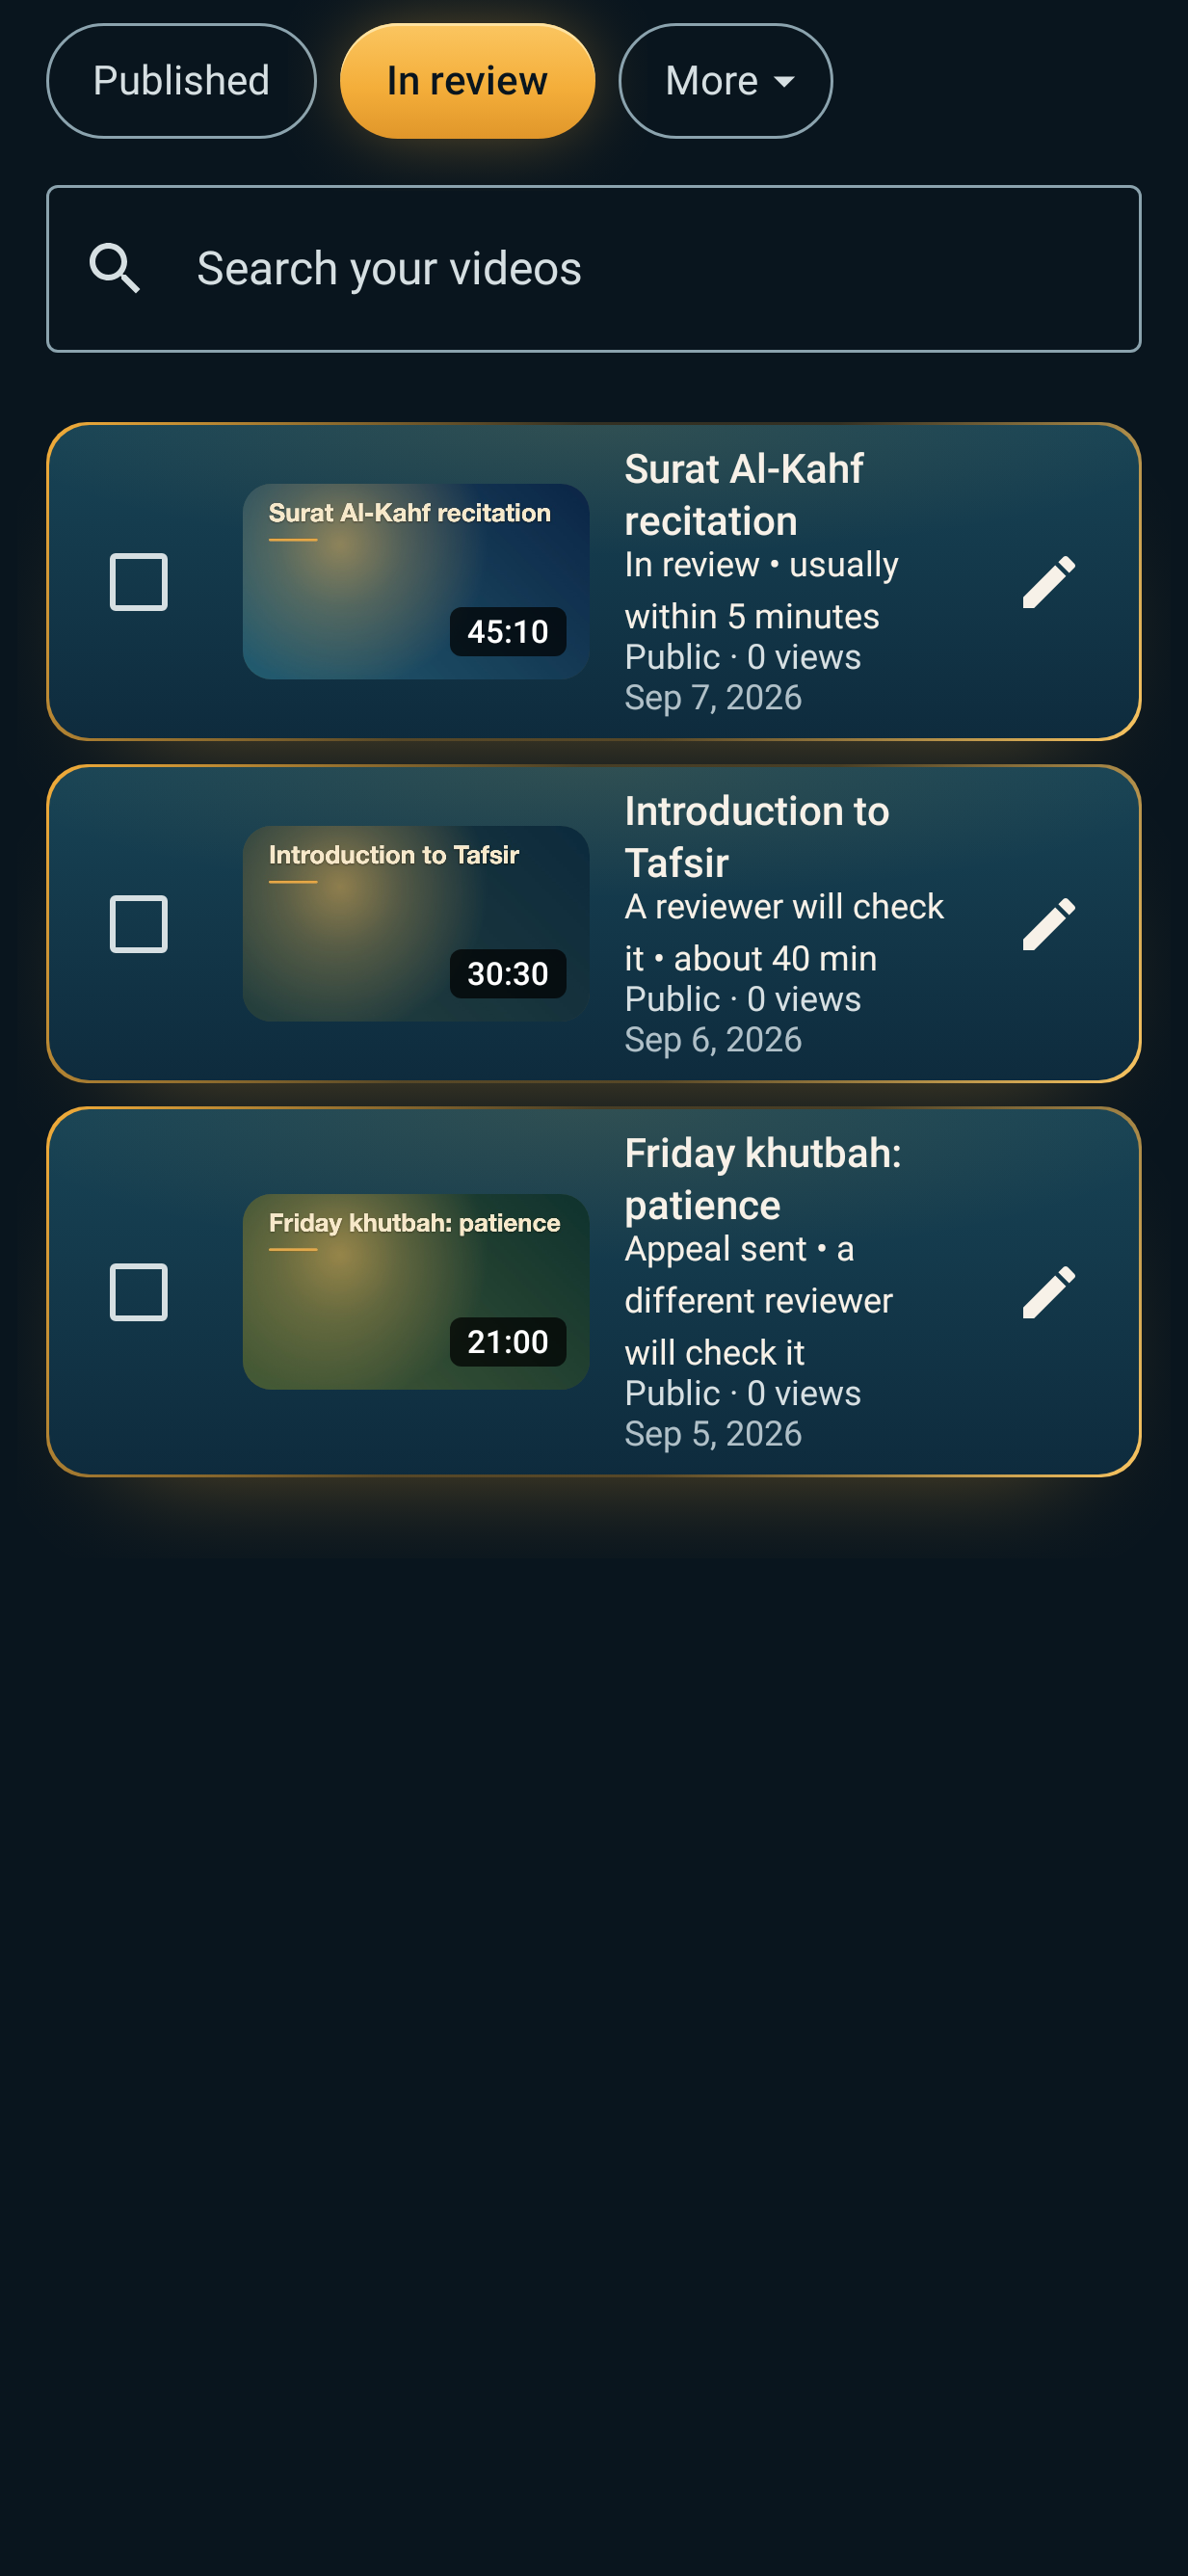 Published
In review
More
Search your videos
Surat Al-Kahf recitation
45:10
Surat Al-Kahf
recitation
In review • usually
within 5 minutes
Public · 0 views
Sep 7, 2026
Introduction to Tafsir
30:30
Introduction to
Tafsir
A reviewer will check
it • about 40 min
Public · 0 views
Sep 6, 2026
Friday khutbah: patience
21:00
Friday khutbah:
patience
Appeal sent • a
different reviewer
will check it
Public · 0 views
Sep 5, 2026